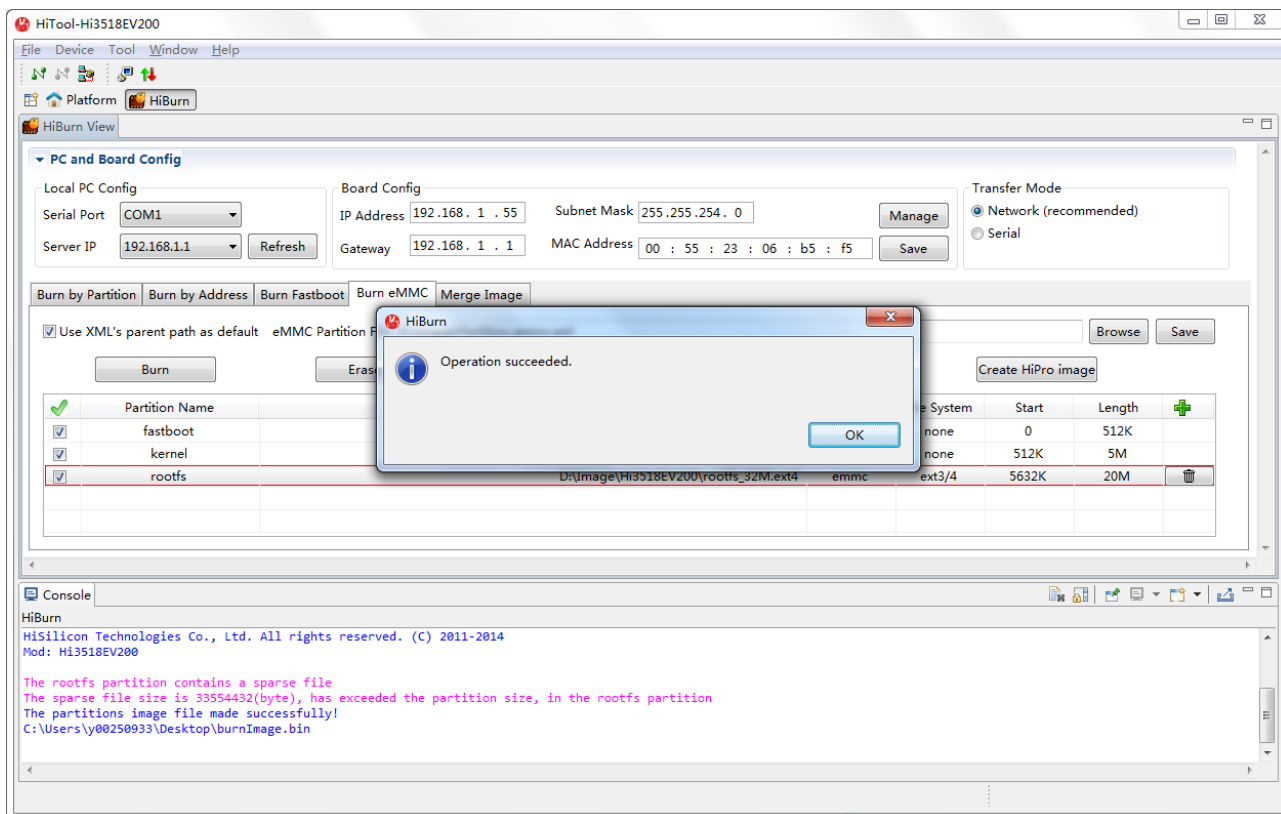 HiTool-Hi3518EV200
File Device Tool Window Help
Platform HiBurn
HiBurn View
PC and Board Config
Local PC Config Board Config Transfer Mode
Serial Port COM1 IP Address 192.168. 1 .55 Subnet Mask 255.255.254. 0 Manage Network (recommended)
Serial
Server IP 192.168.1.1 Refresh Gateway 192.168. 1 . 1 MAC Address 00 : 55 : 23 : 06 : b5 : f5 Save
Burn by Partition Burn by Address Burn Fastboot Burn eMMC Merge Image
HiBurn
Use XML's parent path as default eMMC Partition Browse Save
Operation succeeded.
Burn Create HiPro image
OK
Partition Name System Start Length
fastboot none 0 512K
kernel none 512K 5M
rootfs D:\Image\Hi3518EV200\rootfs_32M.ext4 emmc ext3/4 5632K 20M
Console
HiBurn
HiSilicon Technologies Co., Ltd. All rights reserved. (C) 2011-2014
Mod: Hi3518EV200
The rootfs partition contains a sparse file
The sparse file size is 33554432(byte), has exceeded the partition size, in the rootfs partition
The partitions image file made successfully!
C:\Users\y00250933\Desktop\burnImage.bin